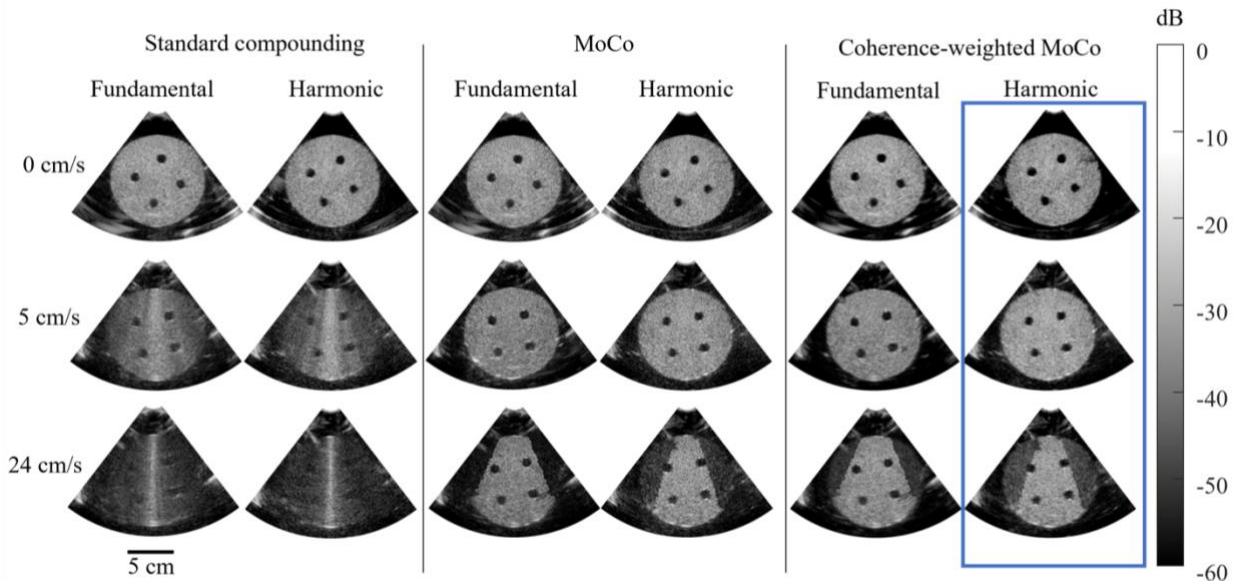 dB
Standard compounding
MoCo
Coherence-weighted MoCo
Fundamental
Harmonic
Fundamental
Harmonic
Fundamental
Harmonic
0 cm/s
5 cm/s
24 cm/s
5 cm
0
-10
-20
-30
-40
-50
-60